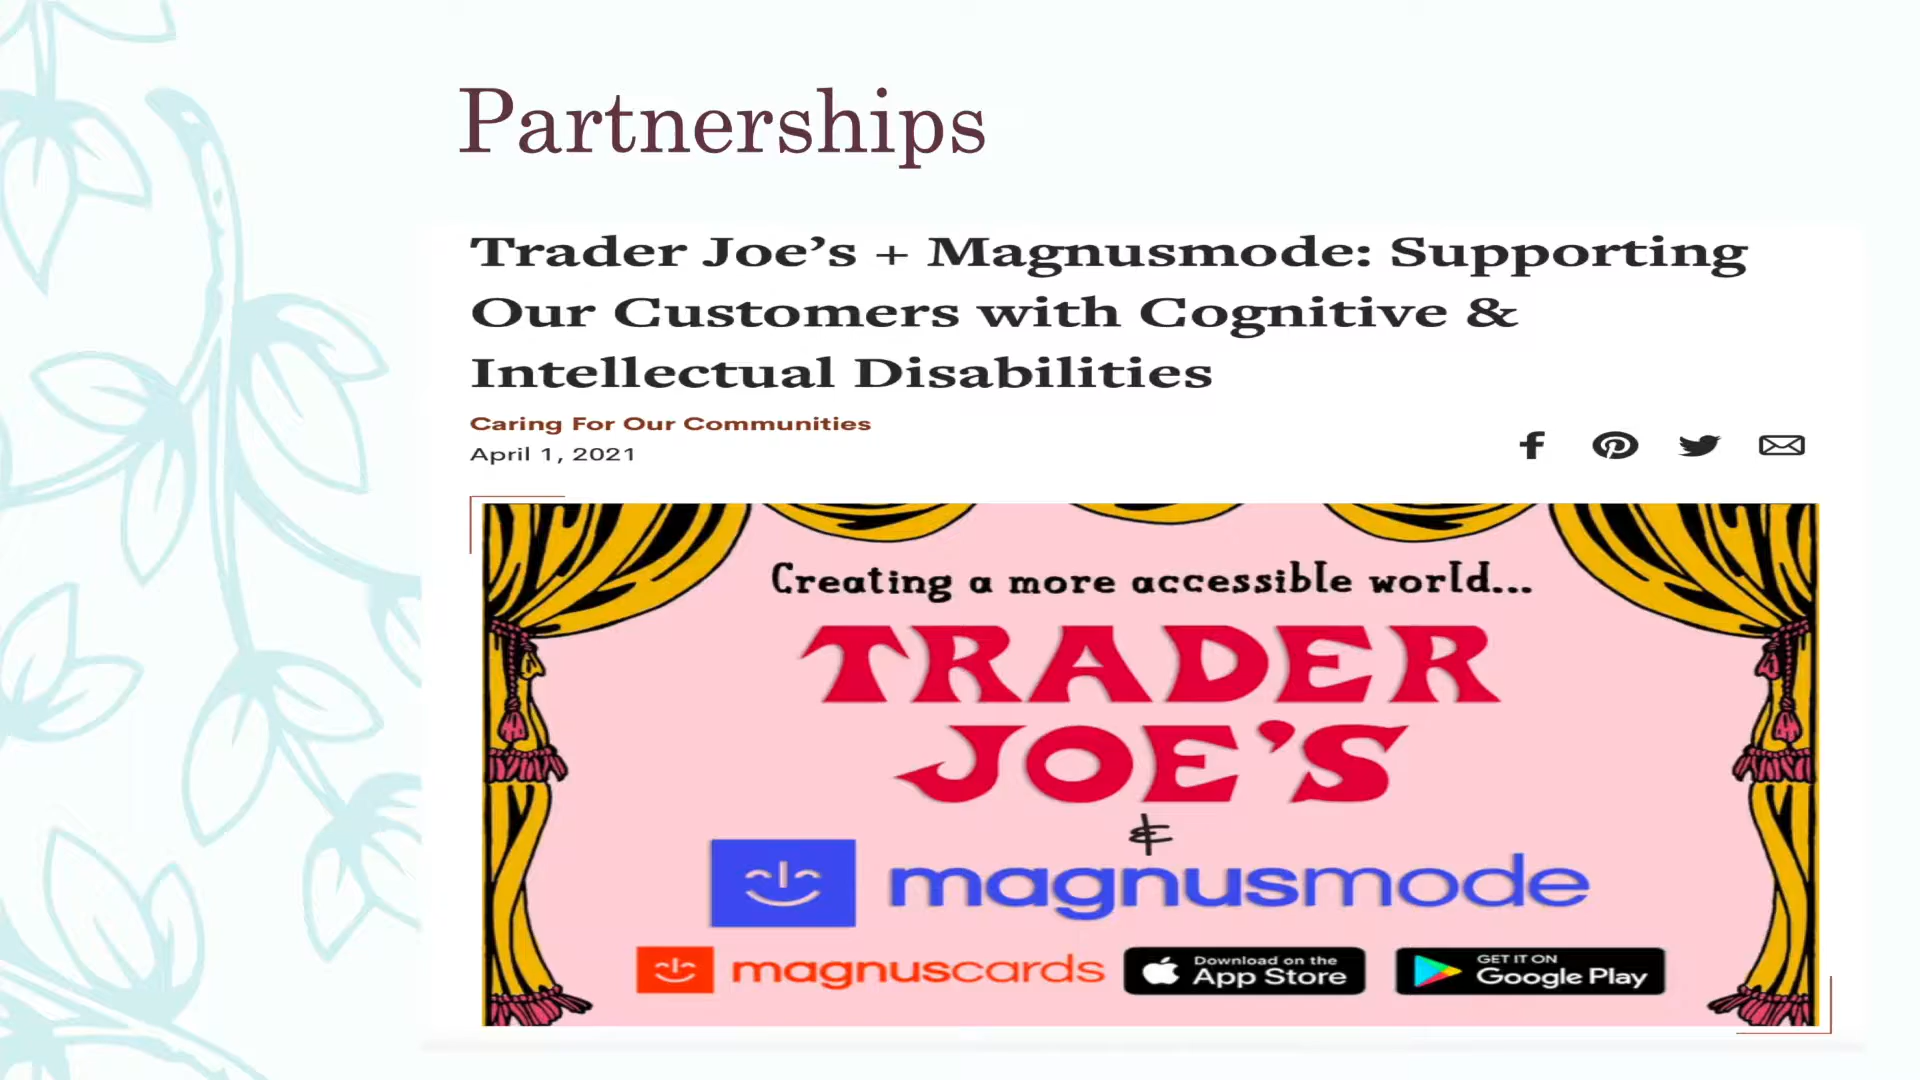 Partnerships
Trader Joe’s + Magnusmode: Supporting
Our Customers with Cognitive &
Intellectual Disabilities
Caring For Our Communities
April 1, 2021
Creating a more accessible world...
TRADER
JOE’S
&
magnusmode
magnuscards
Download on the
App Store
GET IT ON
Google Play